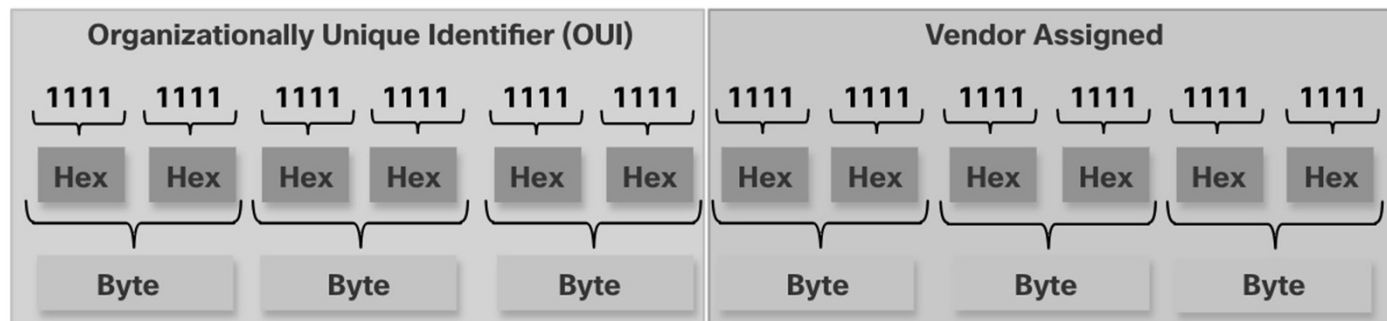 Organizationally Unique Identifier (OUI) Vendor Assigned
1111 1111 1111 1111 1111 1111 1111 1111 1111 1111 1111 1111
Hex Hex Hex Hex Hex Hex Hex Hex Hex Hex Hex Hex
Byte Byte Byte Byte Byte Byte